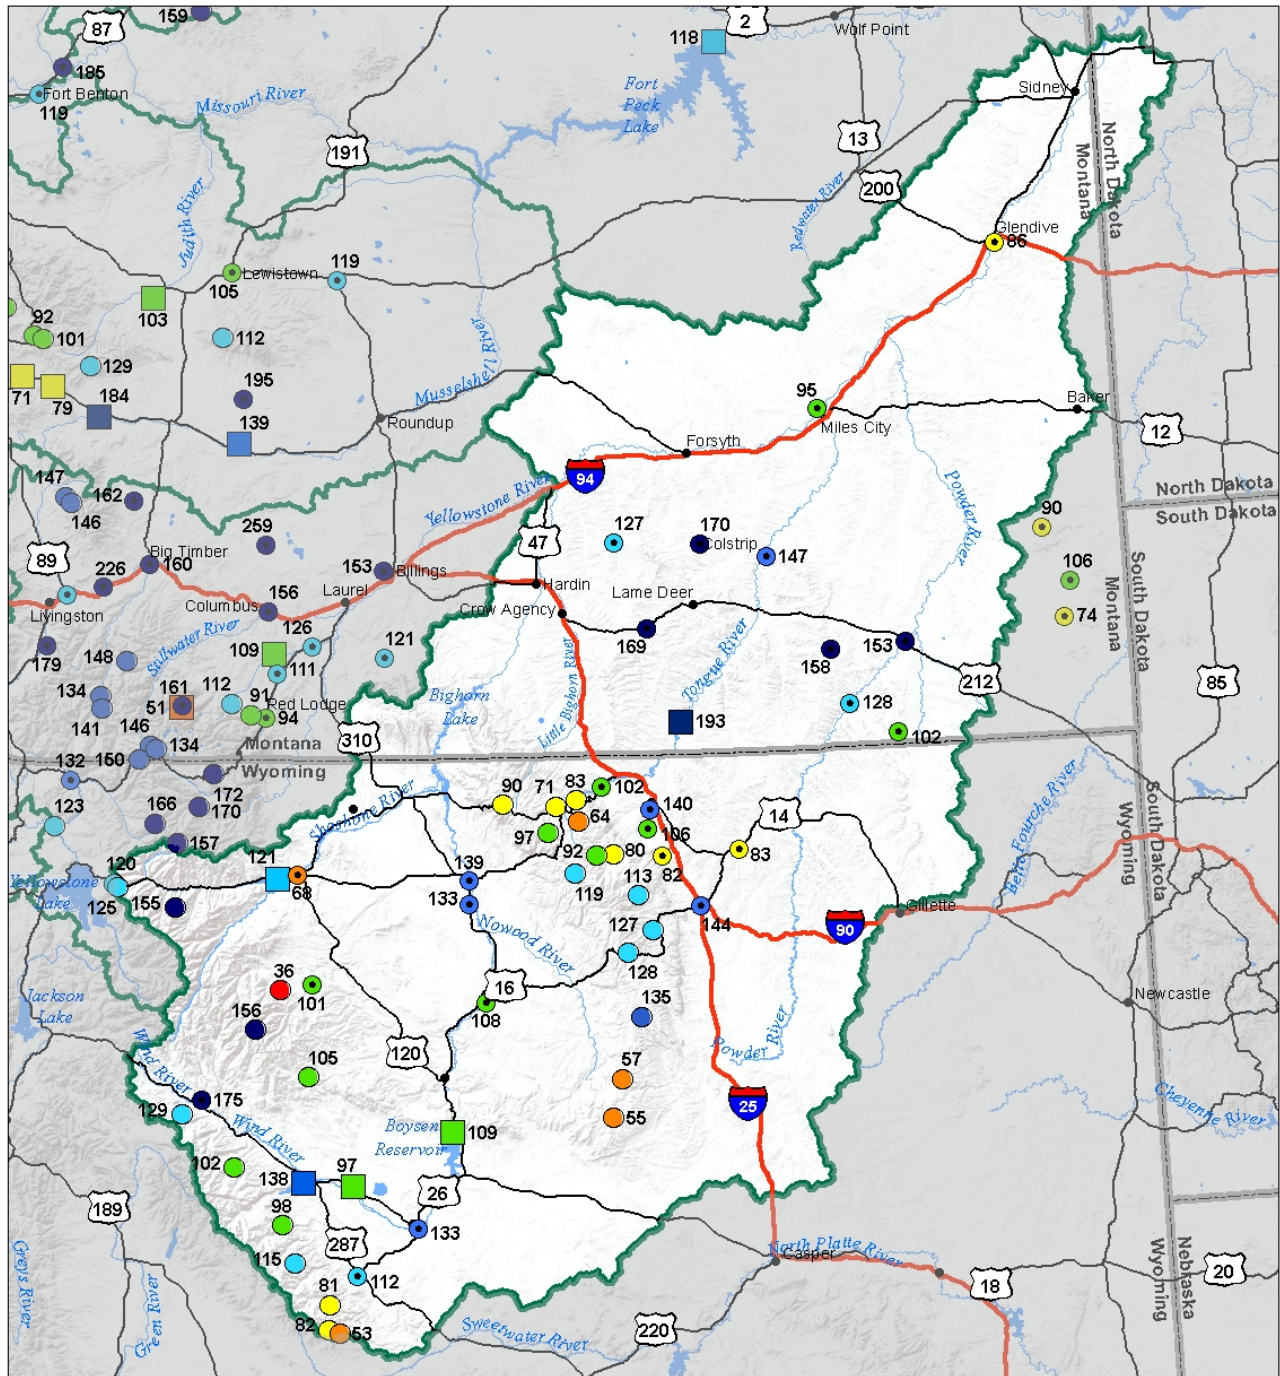 159
87
2
Wolf Point
118
185
Fort Benton
119
Missouri River
Fort
Peck
Lake
Sidney
13
191
North Dakota
Montana
200
Judith River
Redwater River
Glendive
86
119
Lewistown
105
103
92
101
112
Musselshell River
129
71
79
184
195
139
Roundup
95
Miles City
Baker
12
Forsyth
94
147
162
146
Yellowstone River
Powder River
North Dakota
South Dakota
90
259
127
170
Colstrip
147
47
89
Big Timber
160
153
Billings
226
Laurel
Hardin
Lame Deer
106
South Dakota
Montana
Livingston
156
Columbus
Crow Agency
74
Stillwater River
126
169
158
153
179
148
109
111
121
Tongue River
212
85
134
141
161
51
112
91
Red Lodge
94
Bighorn
Lake
Little Bighorn River
193
128
102
146
134
150
Montana
Wyoming
310
132
172
170
123
166
157
Shoshone River
90
71
83
102
64
97
140
106
14
Belle Fourche River
South Dakota
Wyoming
120
121
68
139
92
80
82
83
Yellowstone
Lake
125
155
133
119
113
127
144
Gillette
Nowood River
128
90
36
101
16
108
135
Newcastle
Jackson
Lake
156
Powder River
120
Wind River
105
57
175
129
Wind River
55
25
Cheyenne River
Boysen
Reservoir
109
102
138
97
26
189
98
133
287
115
112
North Platte River
Casper
Nebraska
Wyoming
20
18
Greys River
Green River
81
82
53
Sweetwater River
220